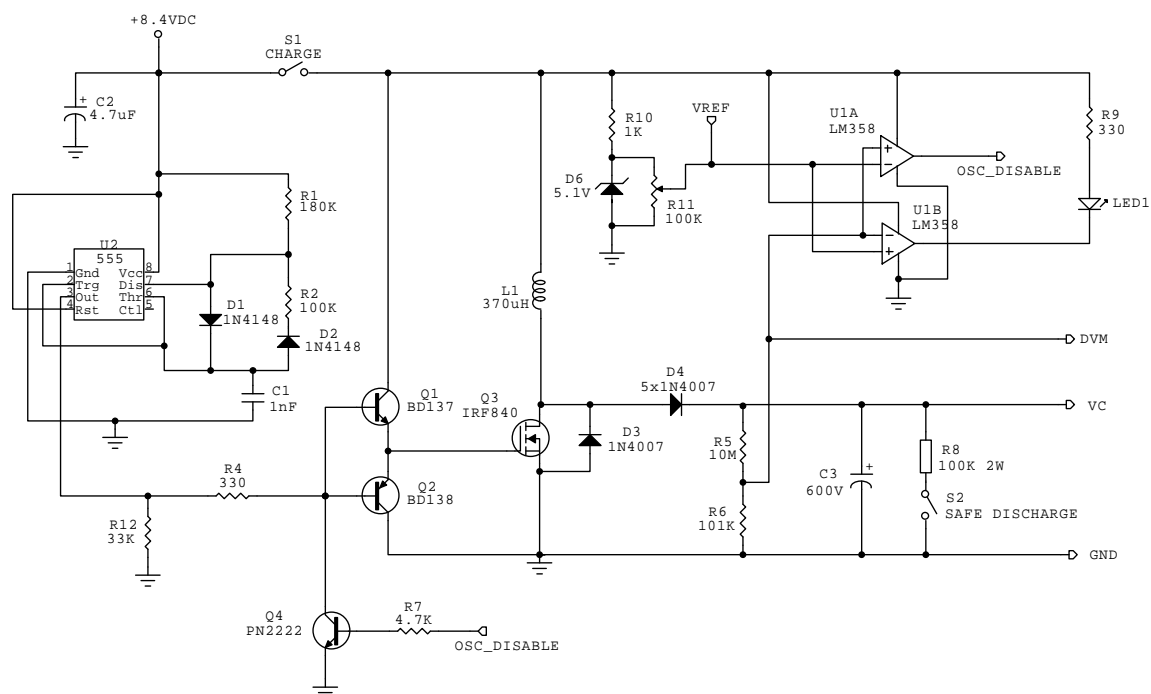 +8.4VDC
S1
CHARGE
C2
4.7uF
+
R10
1K
VREF
U1A
LM358
+
−
OSC_DISABLE
R9
330
D6
5.1V
R11
100K
U1B
LM358
−
+
LED1
R1
180K
U2
555
1 Gnd Vcc 8
2 Trg Dis 7
3 Out Thr 6
4 Rst Ctl 5
D1
1N4148
R2
100K
D2
1N4148
L1
370uH
DVM
C1
1nF
Q1
BD137
Q3
IRF840
D4
5x1N4007
VC
D3
1N4007
R5
10M
C3
600V
+
R8
100K 2W
R4
330
Q2
BD138
R12
33K
R6
101K
S2
SAFE DISCHARGE
GND
Q4
PN2222
R7
4.7K
OSC_DISABLE